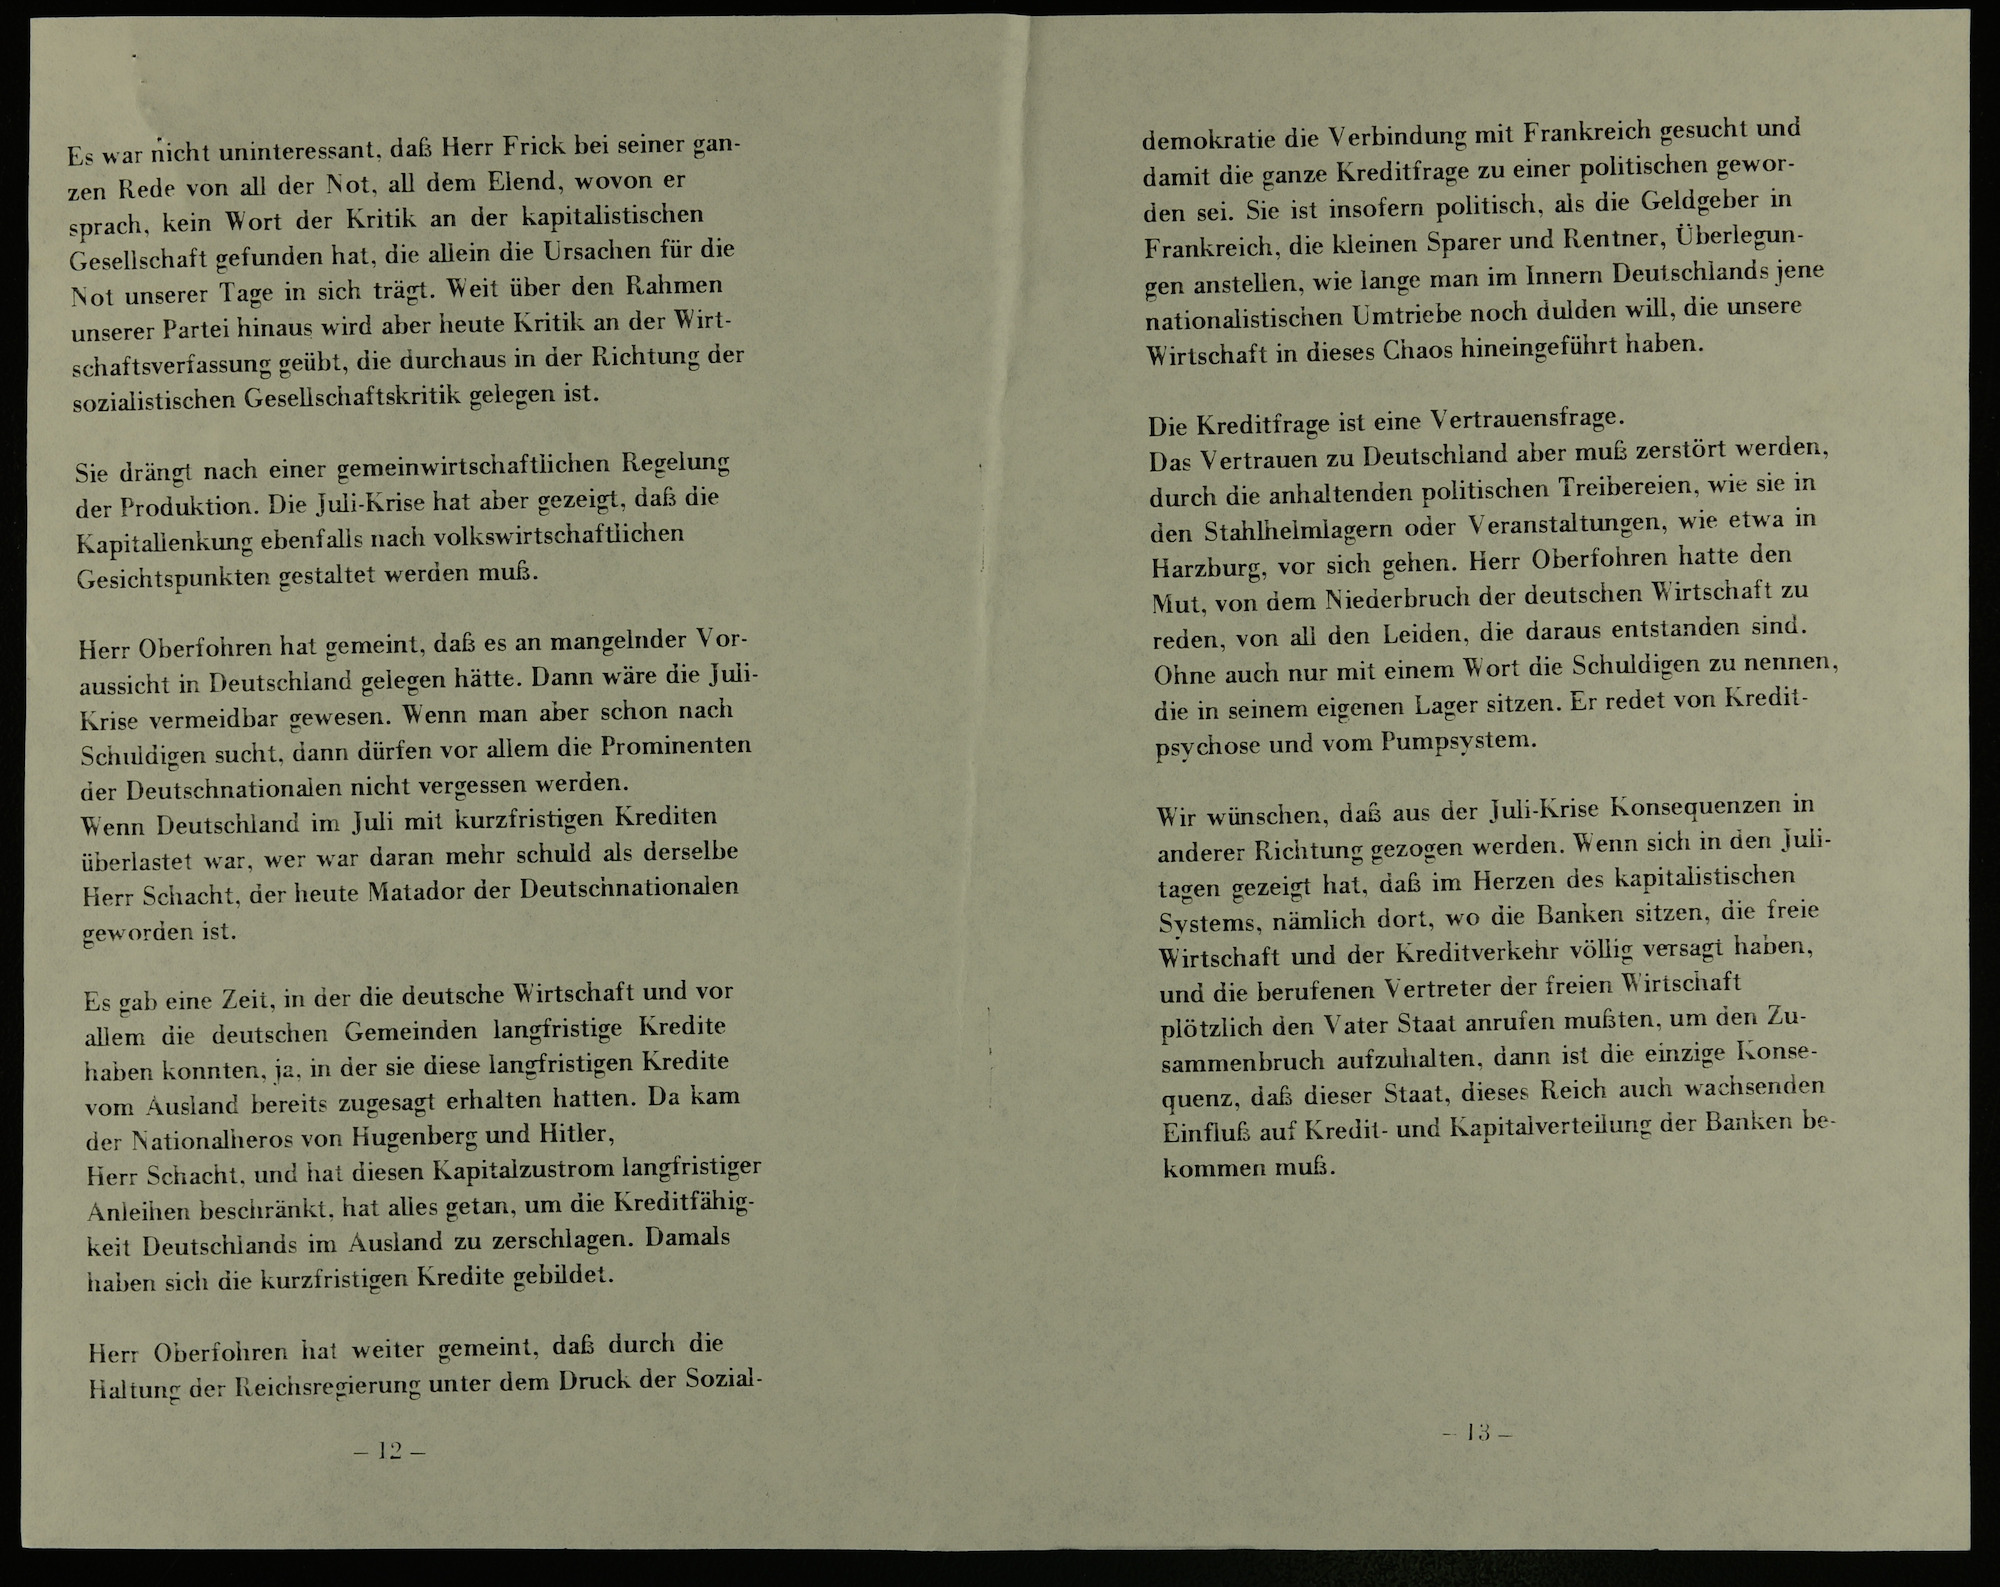 Es war nicht uninteressant, daß Herr Frick bei seiner gan-
zen Rede von all der Not, all dem Elend, wovon er
sprach, kein Wort der Kritik an der kapitalistischen
Gesellschaft gefunden hat, die allein die Ursachen für die
Not unserer Tage in sich trägt. Weit über den Rahmen
unserer Partei hinaus wird aber heute Kritik an der Wirt-
schaftsverfassung geübt, die durchaus in der Richtung der
sozialistischen Gesellschaftskritik gelegen ist.
Sie drängt nach einer gemeinwirtschaftlichen Regelung
der Produktion. Die Juli-Krise hat aber gezeigt, daß die
Kapitallenkung ebenfalls nach volkswirtschaftlichen
Gesichtspunkten gestaltet werden muß.
Herr Oberfohren hat gemeint, daß es an mangelnder Vor-
aussicht in Deutschland gelegen hätte. Dann wäre die Juli-
Krise vermeidbar gewesen. Wenn man aber schon nach
Schuldigen sucht, dann dürfen vor allem die Prominenten
der Deutschnationalen nicht vergessen werden.
Wenn Deutschland im Juli mit kurzfristigen Krediten
überlastet war, wer war daran mehr schuld als derselbe
Herr Schacht, der heute Matador der Deutschnationalen
geworden ist.
Es gab eine Zeit, in der die deutsche Wirtschaft und vor
allem die deutschen Gemeinden langfristige Kredite
haben konnten, ja, in der sie diese langfristigen Kredite
vom Ausland bereits zugesagt erhalten hatten. Da kam
der Nationalheros von Hugenberg und Hitler,
Herr Schacht, und hat diesen Kapitalzustrom langfristiger
Anleihen beschränkt, hat alles getan, um die Kreditfähig-
keit Deutschlands im Ausland zu zerschlagen. Damals
haben sich die kurzfristigen Kredite gebildet.
Herr Oberfohren hat weiter gemeint, daß durch die
Haltung der Reichsregierung unter dem Druck der Sozial-
– 12 –
demokratie die Verbindung mit Frankreich gesucht und
damit die ganze Kreditfrage zu einer politischen gewor-
den sei. Sie ist insofern politisch, als die Geldgeber in
Frankreich, die kleinen Sparer und Rentner, Überlegun-
gen anstellen, wie lange man im Innern Deutschlands jene
nationalistischen Umtriebe noch dulden will, die unsere
Wirtschaft in dieses Chaos hineingeführt haben.
Die Kreditfrage ist eine Vertrauensfrage.
Das Vertrauen zu Deutschland aber muß zerstört werden,
durch die anhaltenden politischen Treibereien, wie sie in
den Stahlhelmlagern oder Veranstaltungen, wie etwa in
Harzburg, vor sich gehen. Herr Oberfohren hatte den
Mut, von dem Niederbruch der deutschen Wirtschaft zu
reden, von all den Leiden, die daraus entstanden sind.
Ohne auch nur mit einem Wort die Schuldigen zu nennen,
die in seinem eigenen Lager sitzen. Er redet von Kredit-
psychose und vom Pumpsystem.
Wir wünschen, daß aus der Juli-Krise Konsequenzen in
anderer Richtung gezogen werden. Wenn sich in den Juli-
tagen gezeigt hat, daß im Herzen des kapitalistischen
Systems, nämlich dort, wo die Banken sitzen, die freie
Wirtschaft und der Kreditverkehr völlig versagt haben,
und die berufenen Vertreter der freien Wirtschaft
plötzlich den Vater Staat anrufen mußten, um den Zu-
sammenbruch aufzuhalten, dann ist die einzige Konse-
quenz, daß dieser Staat, dieses Reich auch wachsenden
Einfluß auf Kredit- und Kapitalverteilung der Banken be-
kommen muß.
– 13 –